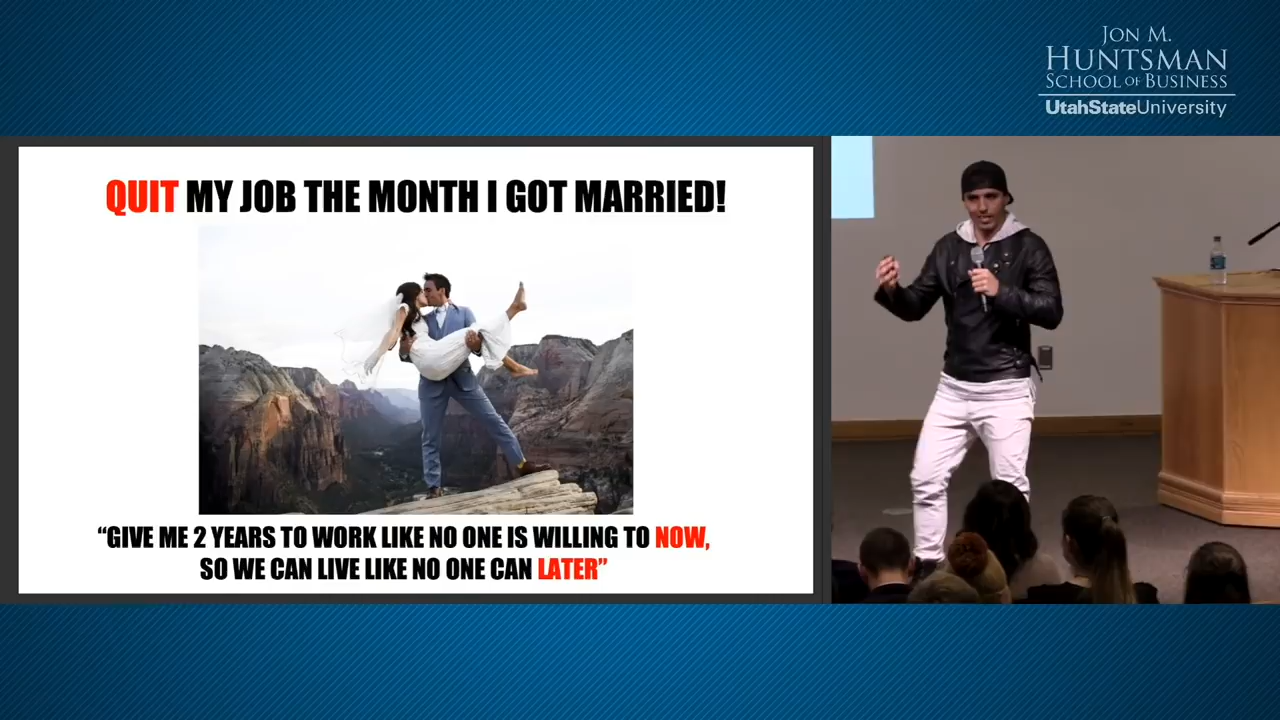 JON M.
HUNTSMAN
SCHOOL OF BUSINESS
UtahStateUniversity
QUIT MY JOB THE MONTH I GOT MARRIED!
“GIVE ME 2 YEARS TO WORK LIKE NO ONE IS WILLING TO NOW,
SO WE CAN LIVE LIKE NO ONE CAN LATER”